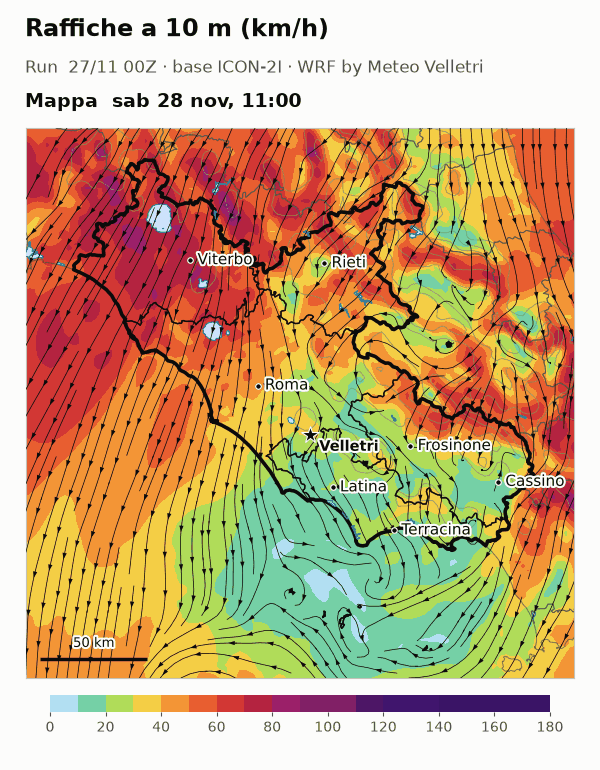 Raffiche a 10 m (km/h)
Run 27/11 00Z · base ICON-2I · WRF by Meteo Velletri
Mappa sab 28 nov, 11:00
Viterbo
Rieti
Roma
Velletri
Frosinone
Cassino
Latina
Terracina
50 km
0 20 40 60 80 100 120 140 160 180